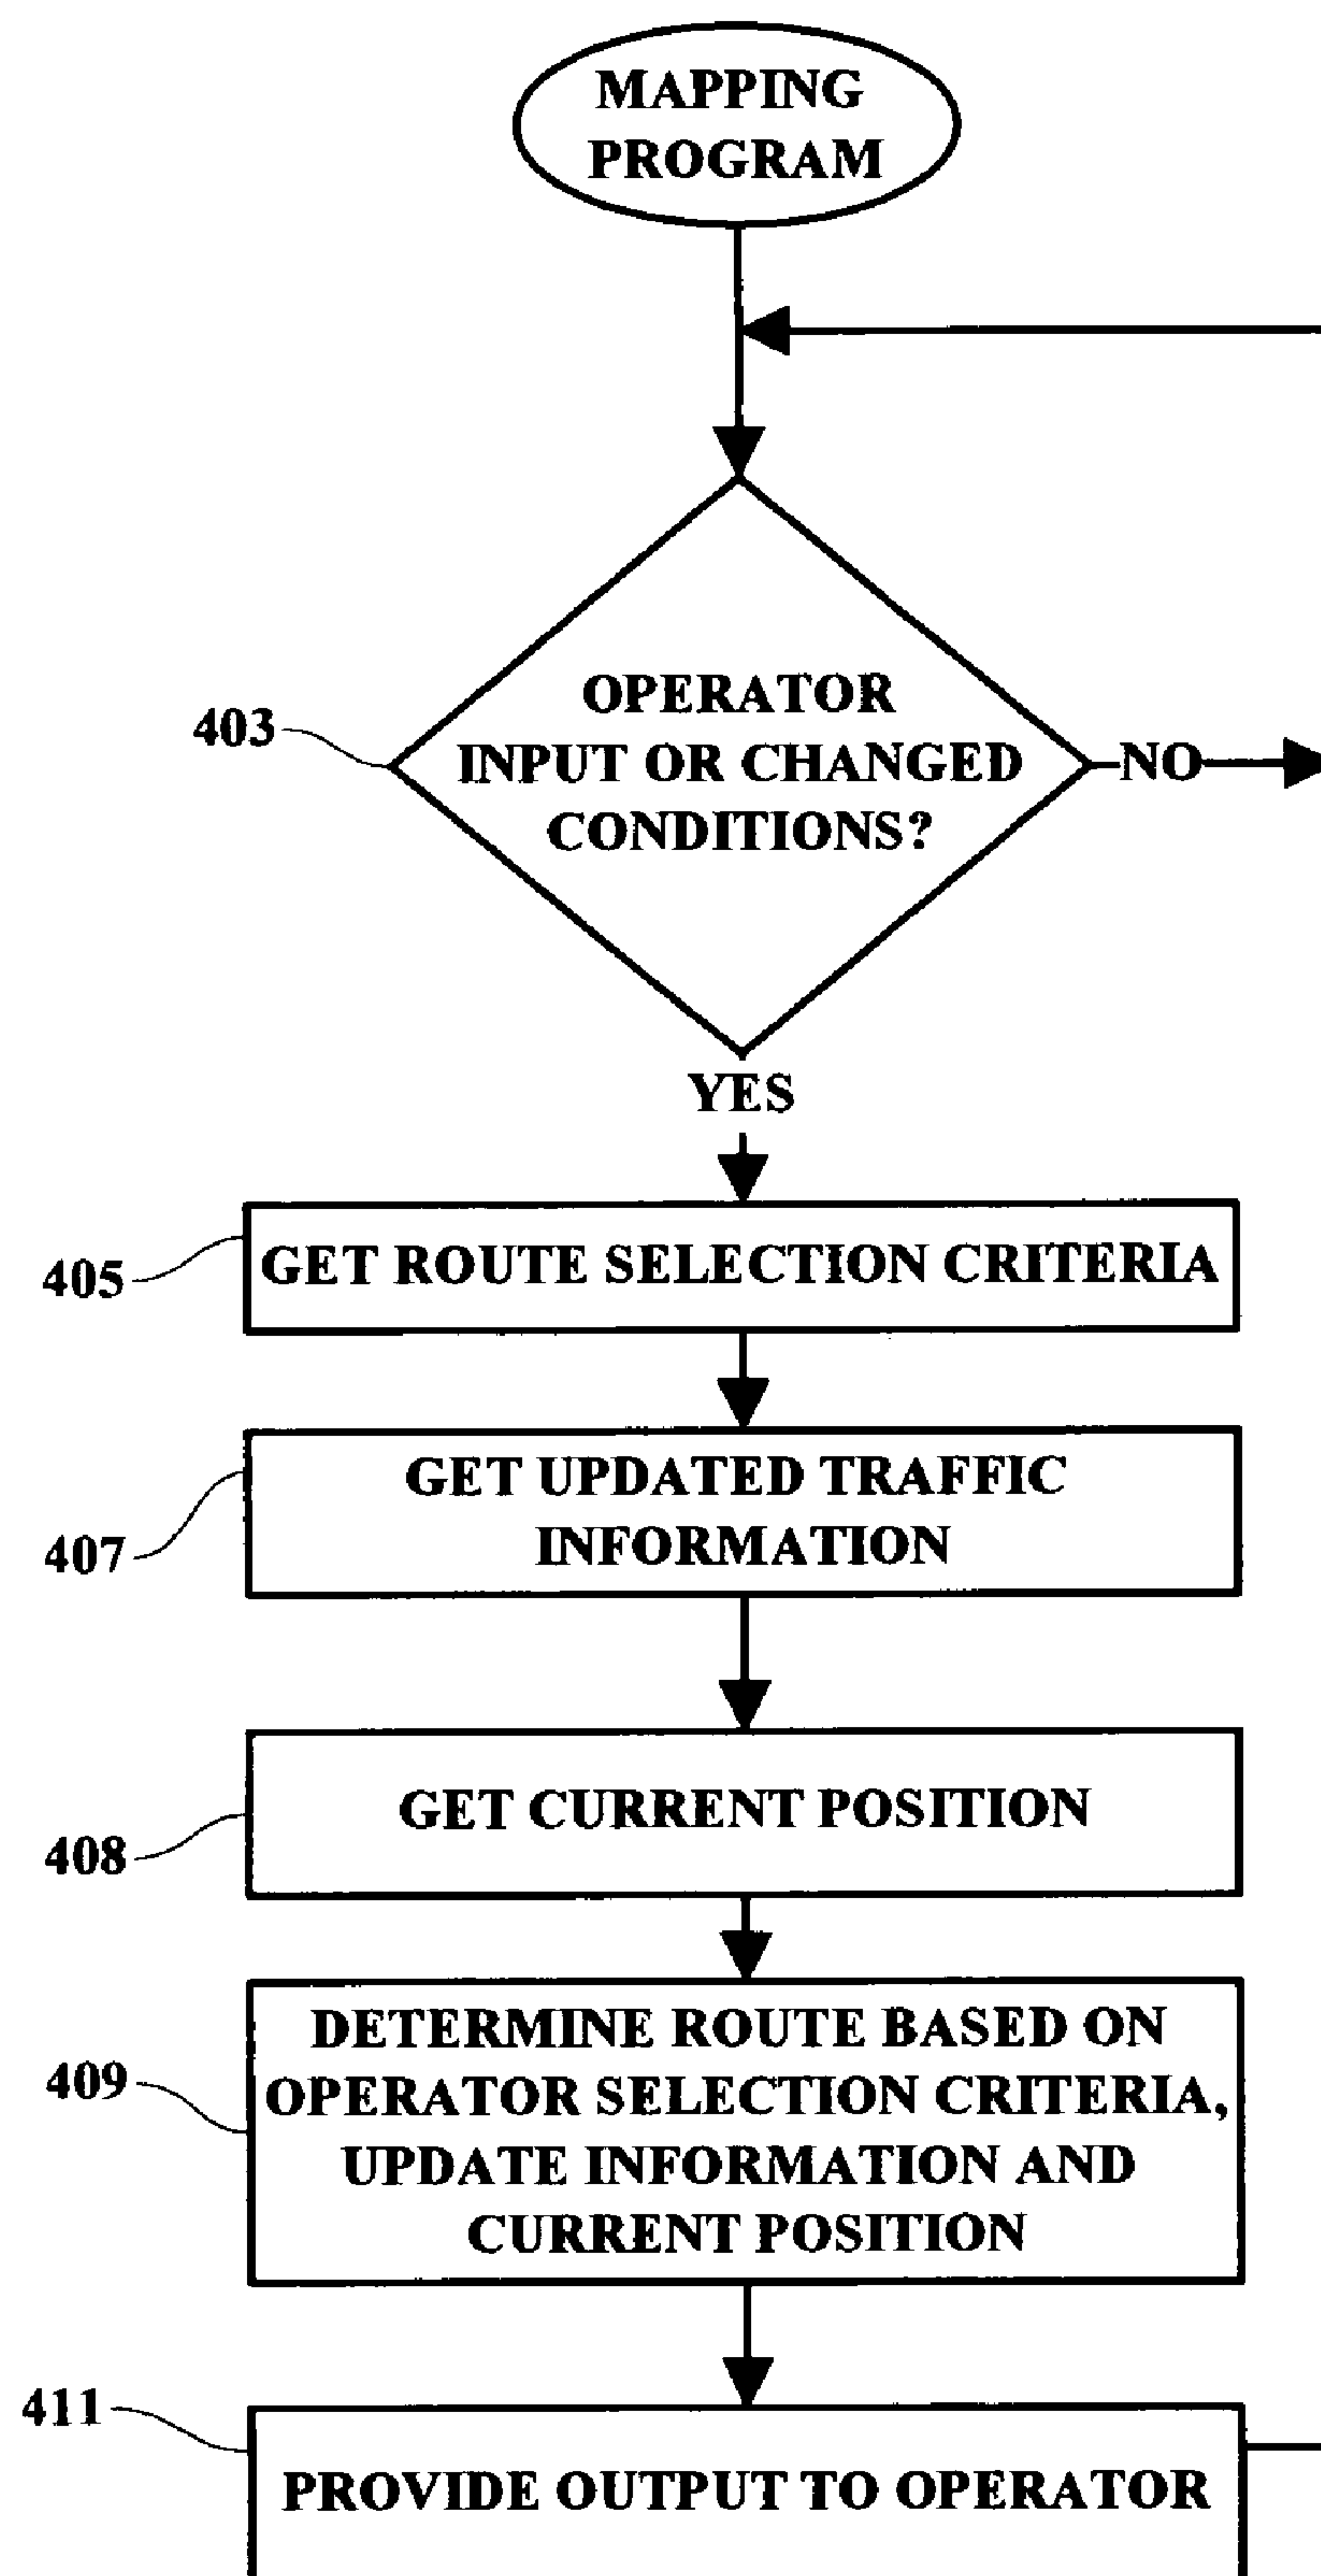 MAPPING
PROGRAM
403
OPERATOR
INPUT OR CHANGED
CONDITIONS?
NO
YES
405
GET ROUTE SELECTION CRITERIA
407
GET UPDATED TRAFFIC
INFORMATION
408
GET CURRENT POSITION
409
DETERMINE ROUTE BASED ON
OPERATOR SELECTION CRITERIA,
UPDATE INFORMATION AND
CURRENT POSITION
411
PROVIDE OUTPUT TO OPERATOR